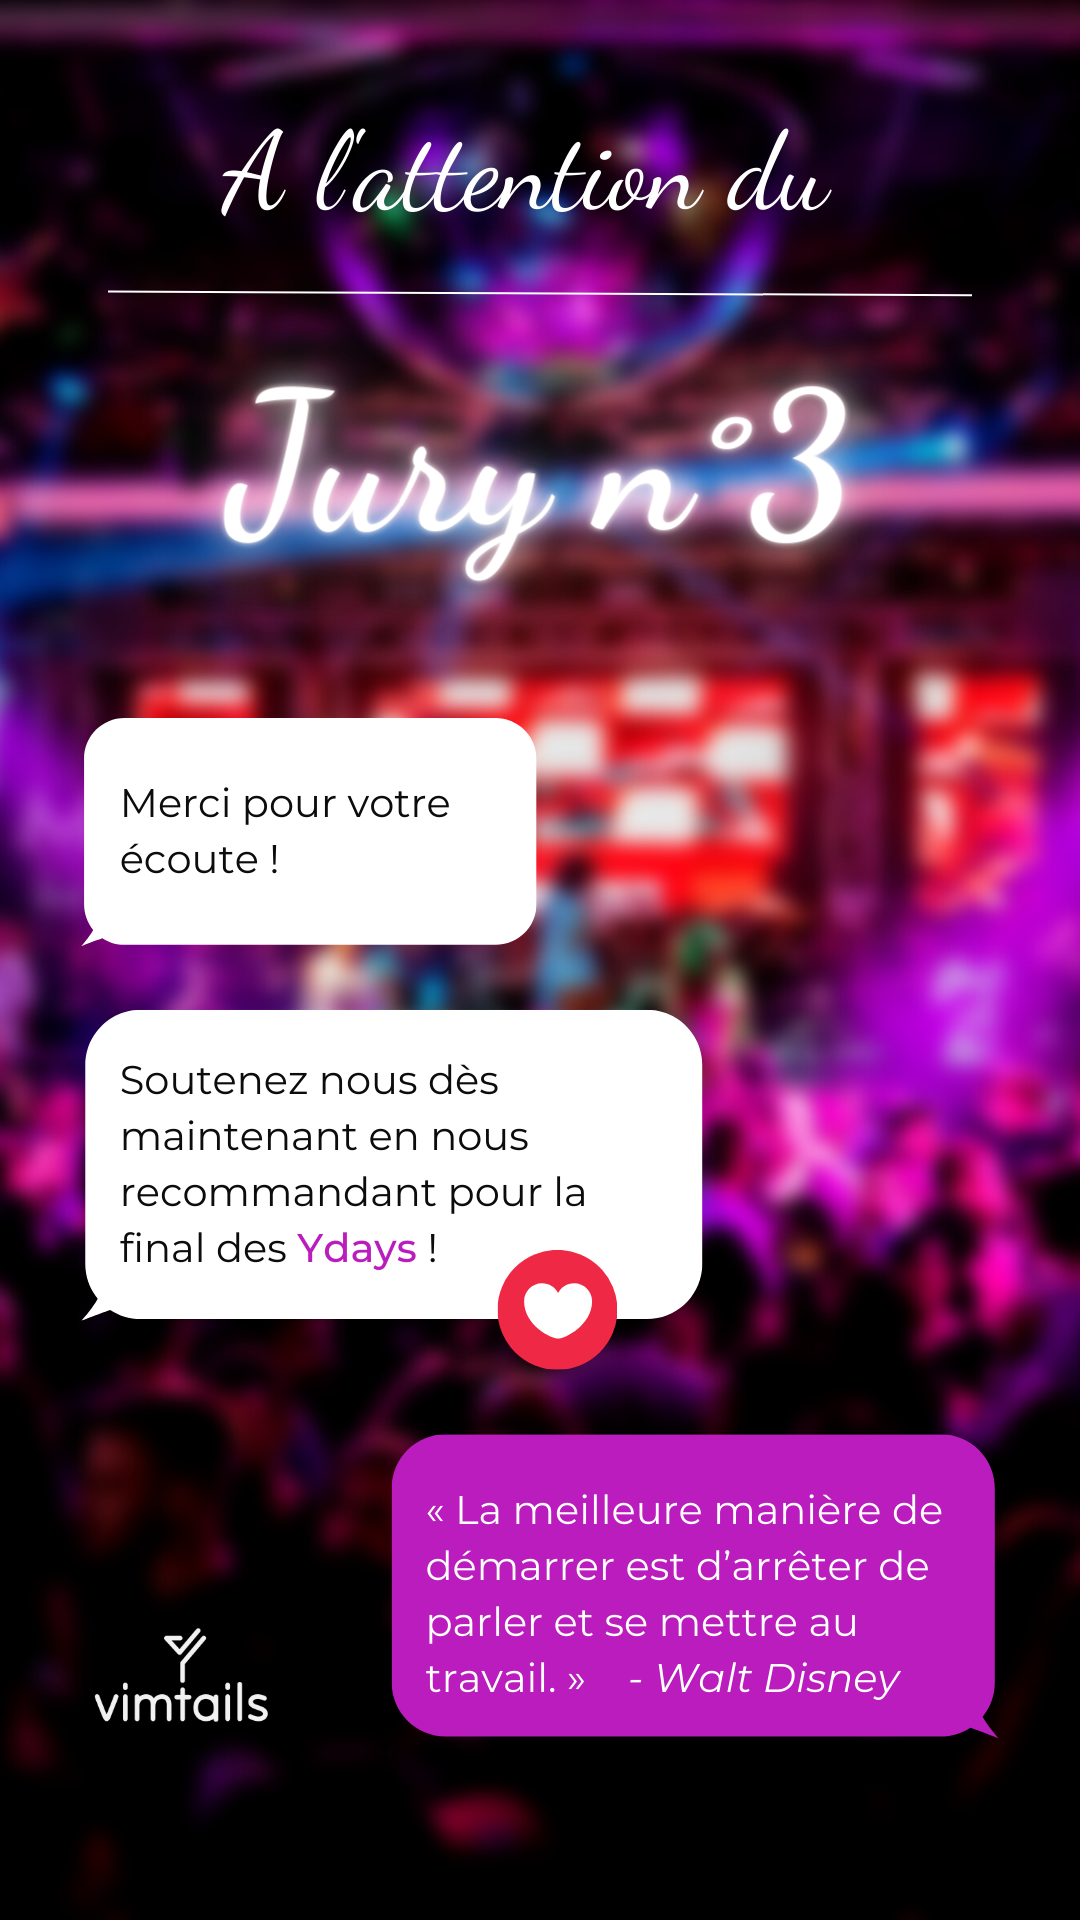 A l'attention du
Jury n°3
Merci pour votre
écoute !
Soutenez nous dès
maintenant en nous
recommandant pour la
final des Ydays !
« La meilleure manière de
démarrer est d’arrêter de
parler et se mettre au
travail. » - Walt Disney
vimtails